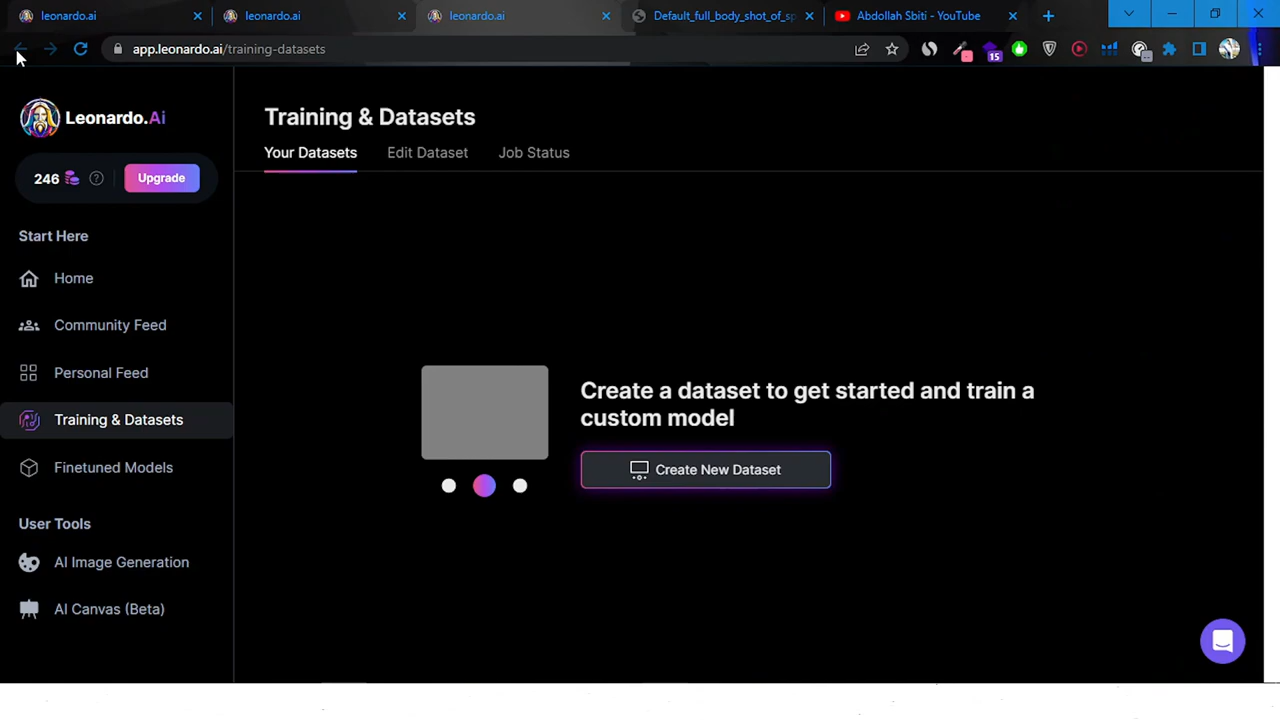 leonardo.ai
leonardo.ai
leonardo.ai
Default_full_body_shot_of_sp
Abdollah Sbiti - YouTube
app.leonardo.ai/training-datasets
15
Leonardo.Ai
246
Upgrade
Start Here
Home
Community Feed
Personal Feed
Training & Datasets
Finetuned Models
User Tools
AI Image Generation
AI Canvas (Beta)
Training & Datasets
Your Datasets
Edit Dataset
Job Status
Create a dataset to get started and train a
custom model
Create New Dataset